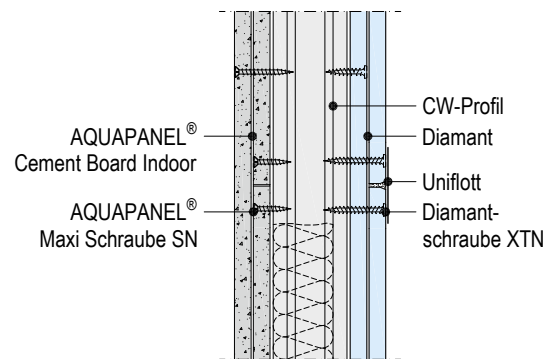 AQUAPANEL®
Cement Board Indoor
AQUAPANEL®
Maxi Schraube SN
CW-Profil
Diamant
Uniflott
Diamant-
schraube XTN